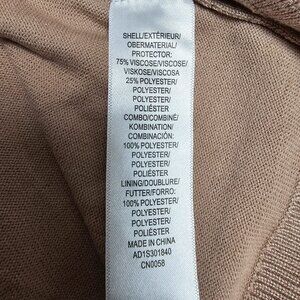 SHELL/EXTÉRIEUR/
OBERMATERIAL/
PROTECTOR:
75% VISCOSE/VISCOSE/
VISKOSE/VISCOSA
25% POLYESTER/
POLYESTER/
POLYESTER/
POLIÉSTER
COMBO/COMBINÉ/
KOMBINATION/
COMBINACIÓN:
100% POLYESTER/
POLYESTER/
POLYESTER/
POLIÉSTER
LINING/DOUBLURE/
FUTTER/FORRO:
100% POLYESTER/
POLYESTER/
POLYESTER/
POLIÉSTER
MADE IN CHINA
AD1S301840
CN0058